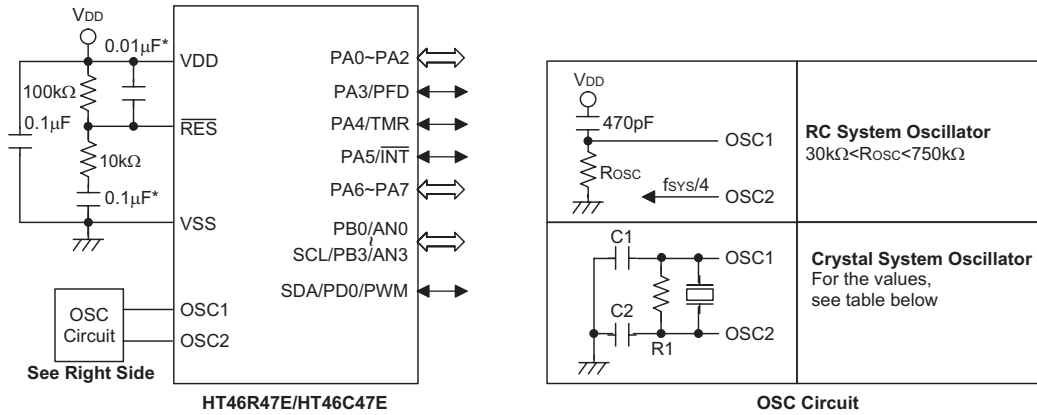 VDD
0.01μF*
VDD
100kΩ
0.1μF
RES
10kΩ
0.1μF*
VSS
OSC
Circuit
OSC1
OSC2
See Right Side
PA0~PA2
PA3/PFD
PA4/TMR
PA5/INT
PA6~PA7
PB0/AN0
~
SCL/PB3/AN3
SDA/PD0/PWM
HT46R47E/HT46C47E
VDD
470pF
OSC1
ROSC
fSYS/4
OSC2
RC System Oscillator
30kΩ<ROSC<750kΩ
C1
OSC1
C2
R1
OSC2
Crystal System Oscillator
For the values,
see table below
OSC Circuit